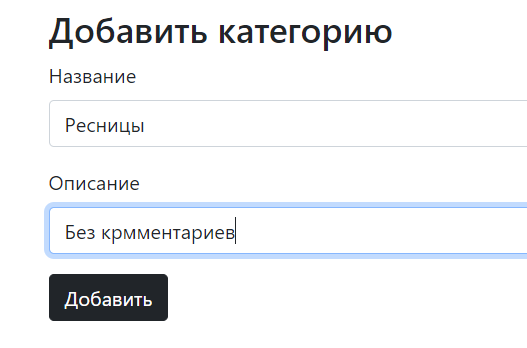 Добавить категорию
Название
Ресницы
Описание
Без крмментариев
Добавить